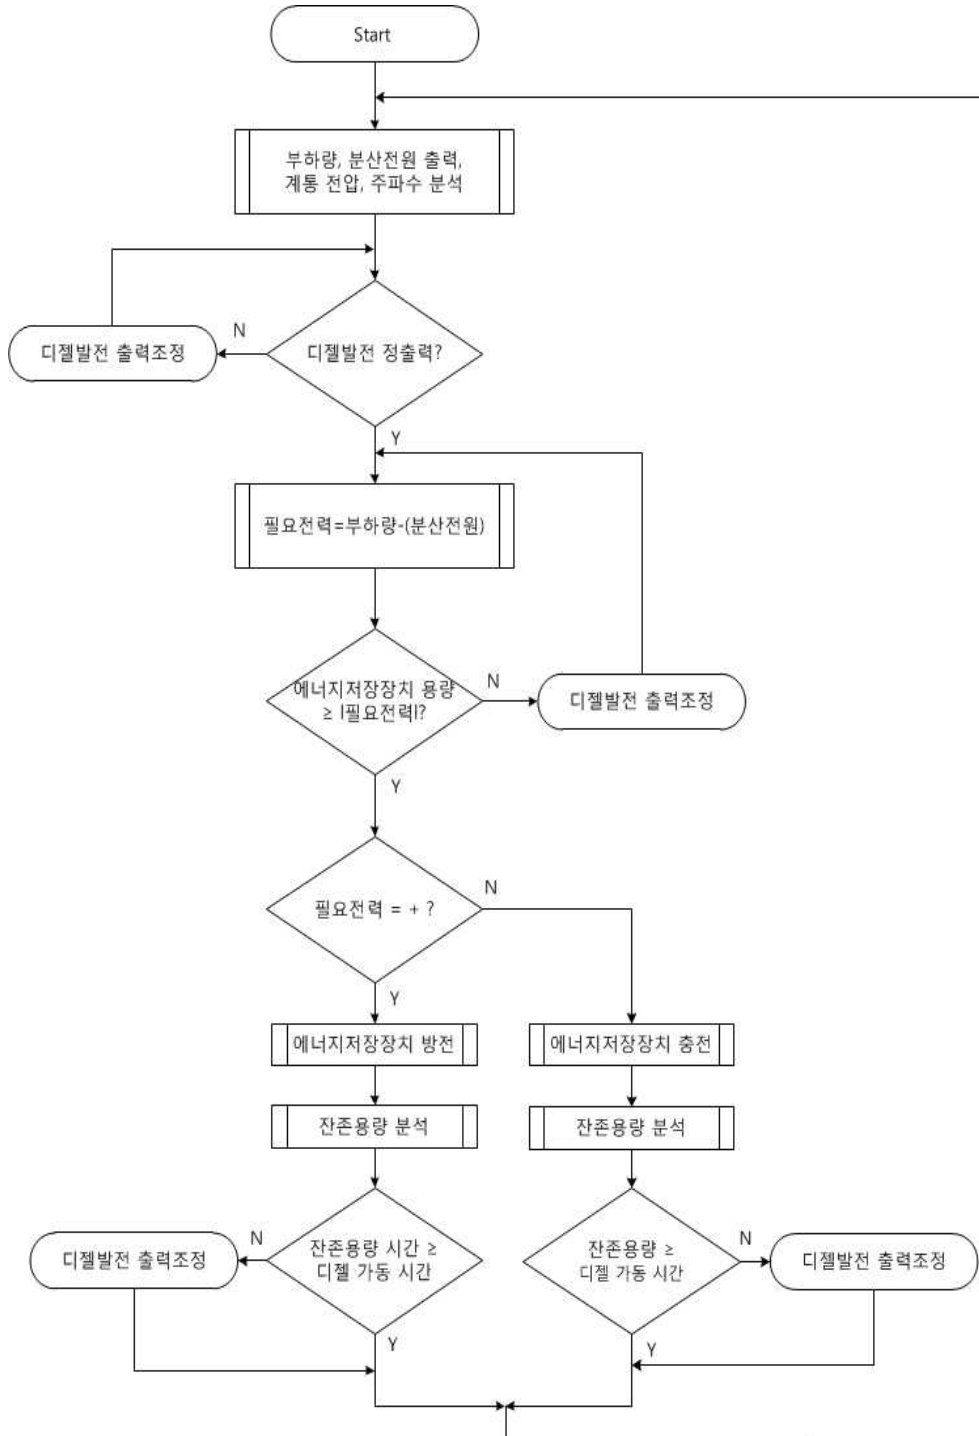 Start
부하량, 분산전원 출력,
계통 전압, 주파수 분석
N
디젤발전 출력조정
디젤발전 정출력?
Y
필요전력=부하량-(분산전원)
에너지저장장치 용량
≥ |필요전력|?
N
디젤발전 출력조정
Y
필요전력 = + ?
N
Y
에너지저장장치 방전
에너지저장장치 충전
잔존용량 분석
잔존용량 분석
N
디젤발전 출력조정
잔존용량 시간 ≥
디젤 가동 시간
잔존용량 ≥
디젤 가동 시간
N
디젤발전 출력조정
Y
Y